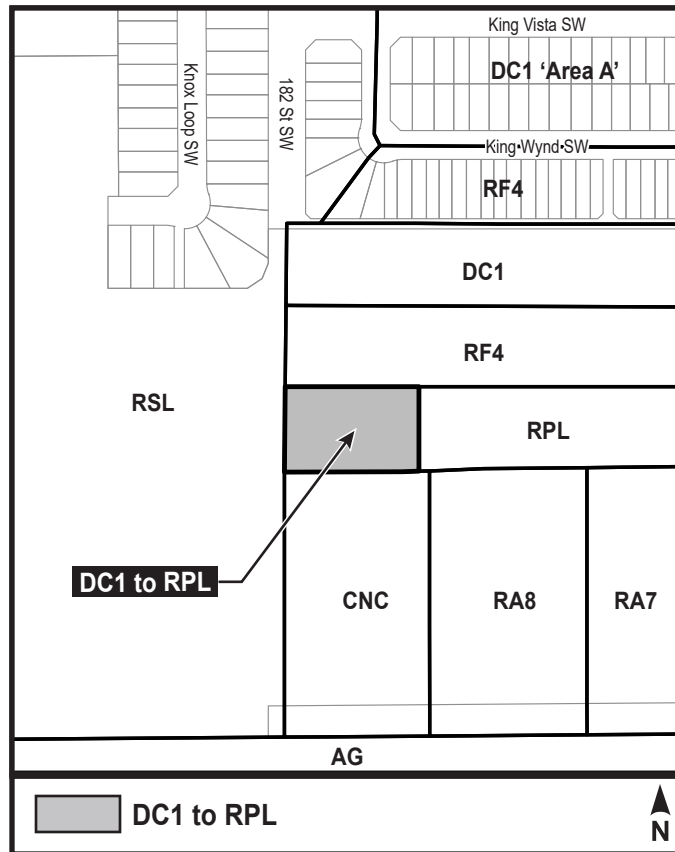 King Vista SW
DC1 'Area A'
Knox Loop SW
182 St SW
King Wynd SW
RF4
DC1
RF4
RSL
RPL
DC1 to RPL
CNC
RA8
RA7
AG
DC1 to RPL
N